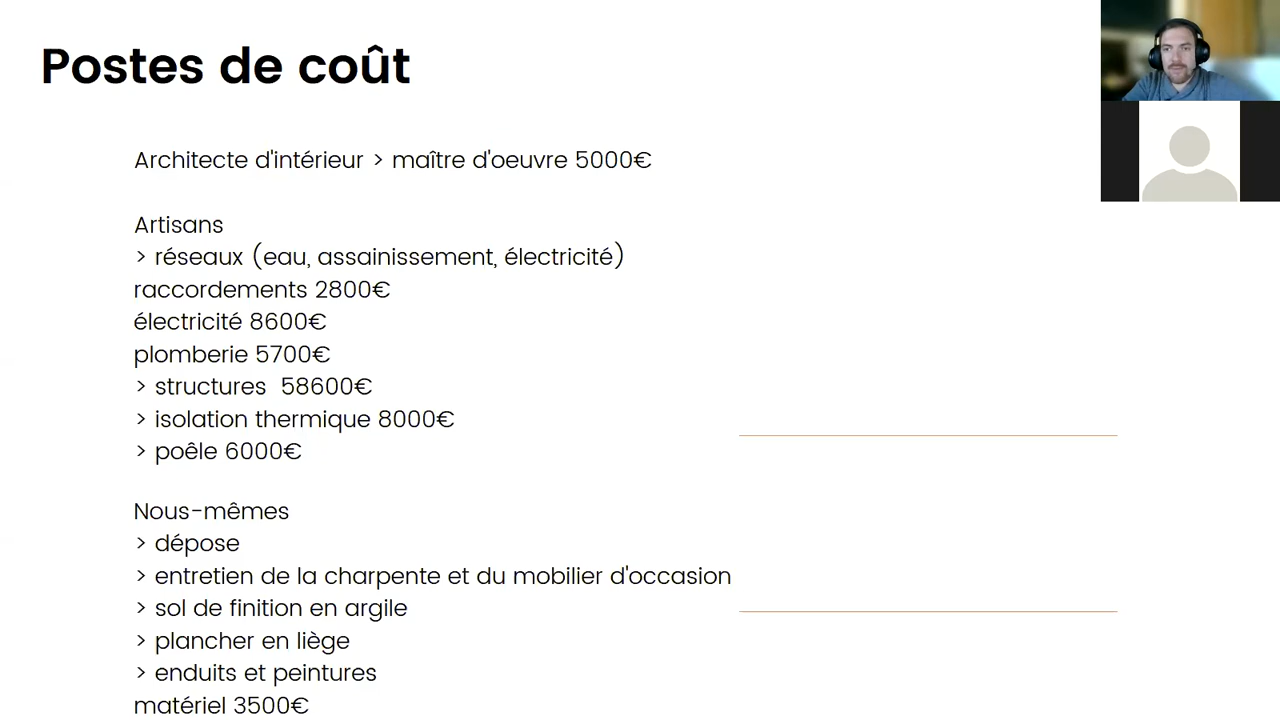 Postes de coût
Architecte d'intérieur > maître d'oeuvre 5000€
Artisans
> réseaux (eau, assainissement, électricité)
raccordements 2800€
électricité 8600€
plomberie 5700€
> structures  58600€
> isolation thermique 8000€
> poêle 6000€
Nous-mêmes
> dépose
> entretien de la charpente et du mobilier d'occasion
> sol de finition en argile
> plancher en liège
> enduits et peintures
matériel 3500€